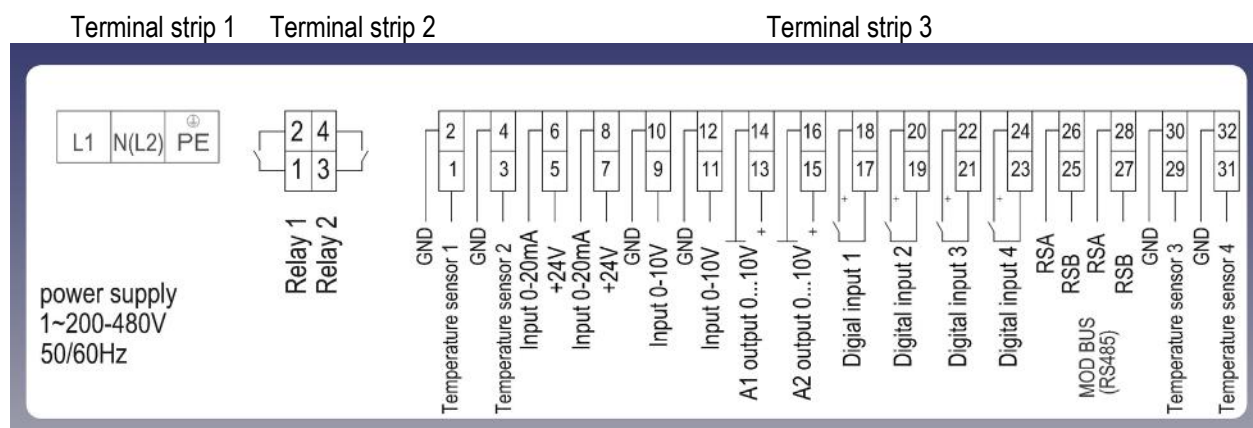 Terminal strip 1 Terminal strip 2 Terminal strip 3
L1 N(L2) PE
2 4
1 3
Relay 1
Relay 2
power supply
1~200-480V
50/60Hz
2 4 6 8 10 12 14 16 18 20 22 24 26 28 30 32
1 3 5 7 9 11 13 15 17 19 21 23 25 27 29 31
+ + + +
GND
Temperature sensor 1
GND
Temperature sensor 2
Input 0-20mA
+24V
Input 0-20mA
+24V
GND
Input 0-10V
GND
Input 0-10V
A1 output 0...10V
+
A2 output 0...10V
+
Digial input 1
Digital input 2
Digital input 3
Digital input 4
RSA
RSB
RSA
RSB
MOD BUS
(RS485)
GND
Temperature sensor 3
GND
Temperature sensor 4